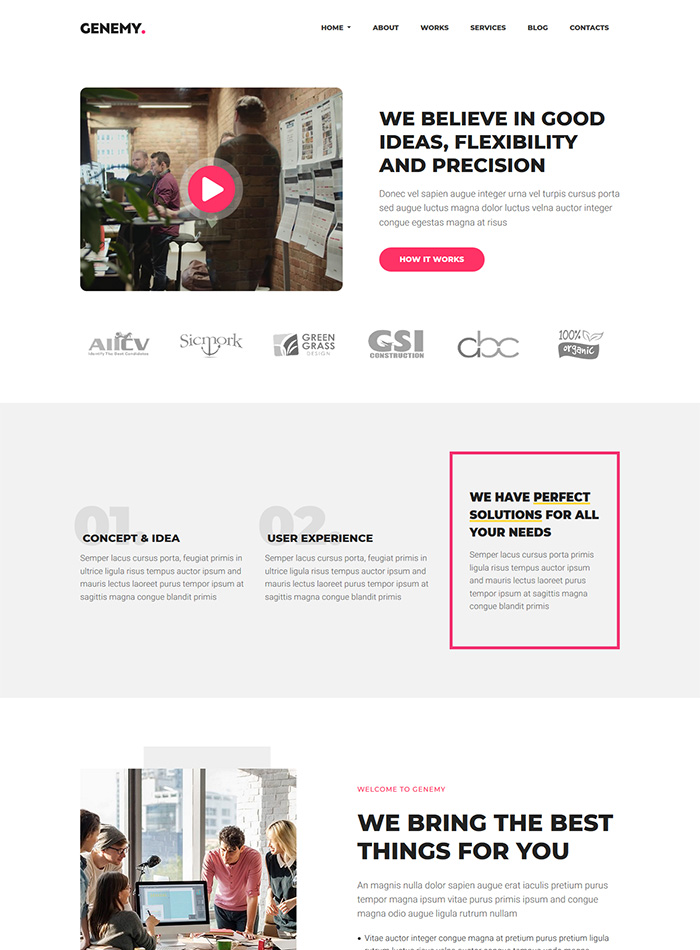 GENEMY.
HOME ABOUT WORKS SERVICES BLOG CONTACTS
WE BELIEVE IN GOOD
IDEAS, FLEXIBILITY
AND PRECISION
Donec vel sapien augue integer urna vel turpis cursus porta
sed augue luctus magna dolor luctus velna auctor integer
congue egestas magna at risus
HOW IT WORKS
AllCV
Identify The Best Candidates
Sicmork
GREEN
GRASS
DESIGN
GSI
CONSTRUCTION
abc
100%
organic
01.
CONCEPT & IDEA
Semper lacus cursus porta, feugiat primis in
ultrice ligula risus tempus auctor ipsum and
mauris lectus laoreet purus tempor ipsum at
sagittis magna congue blandit primis
02.
USER EXPERIENCE
Semper lacus cursus porta, feugiat primis in
ultrice ligula risus tempus auctor ipsum and
mauris lectus laoreet purus tempor ipsum at
sagittis magna congue blandit primis
WE HAVE PERFECT
SOLUTIONS FOR ALL
YOUR NEEDS
Semper lacus cursus porta primis
ligula risus tempus auctor ipsum
and mauris lectus laoreet purus
tempor ipsum at sagittis magna
congue blandit primis
WELCOME TO GENEMY
WE BRING THE BEST
THINGS FOR YOU
An magnis nulla dolor sapien augue erat iaculis pretium purus
tempor magna ipsum vitae purus primis ipsum and congue
magna odio augue ligula rutrum nullam
• Vitae auctor integer congue magna at pretium purus pretium ligula